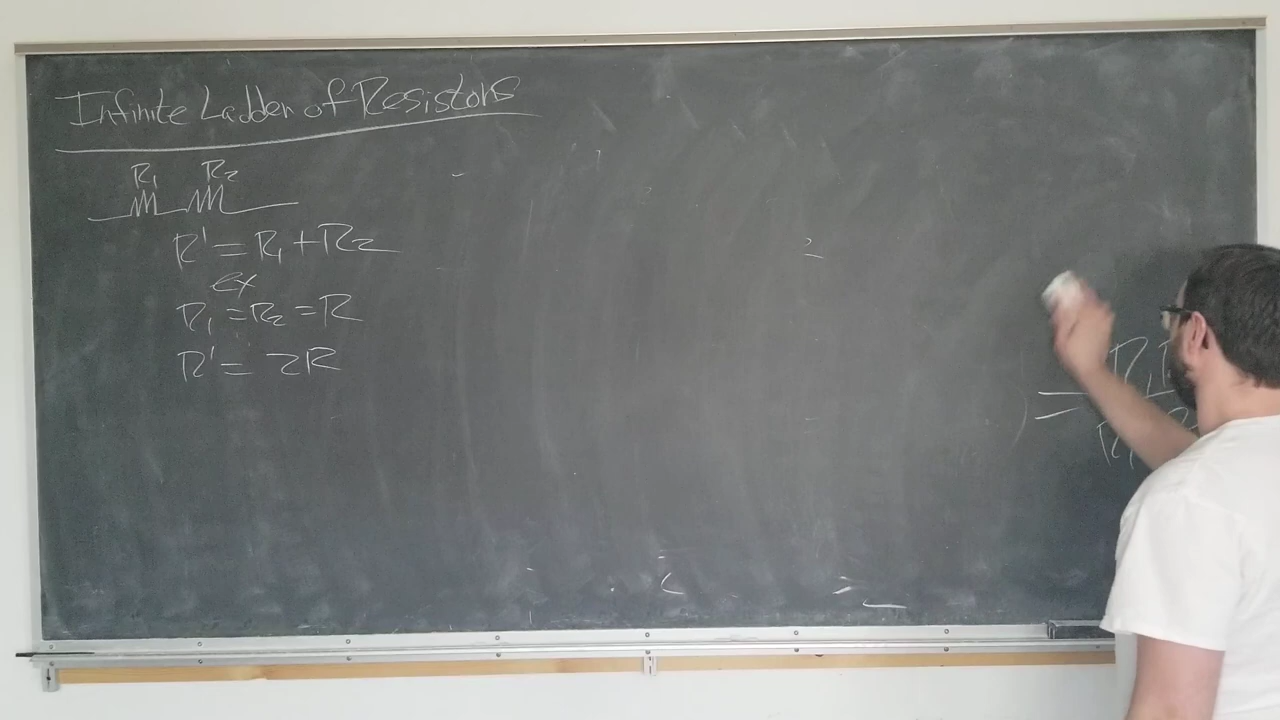 Infinite Ladder of Resistors
R₁ R₂
R' = R₁ + R₂
ex
R₁ = R₂ = R
R' = 2R
=